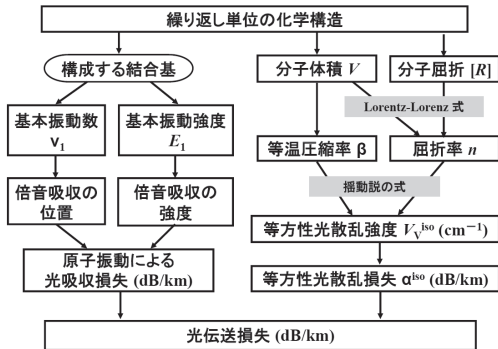 繰り返し単位の化学構造
構成する結合基
分子体積 V
分子屈折 [R]
Lorentz-Lorenz 式
基本振動数
ν₁
基本振動強度
E₁
等温圧縮率 β
屈折率 n
揺動説の式
倍音吸収の
位置
倍音吸収の
強度
等方性光散乱強度 Vᵥⁱˢᵒ (cm⁻¹)
原子振動による
光吸収損失 (dB/km)
等方性光散乱損失 αⁱˢᵒ (dB/km)
光伝送損失 (dB/km)